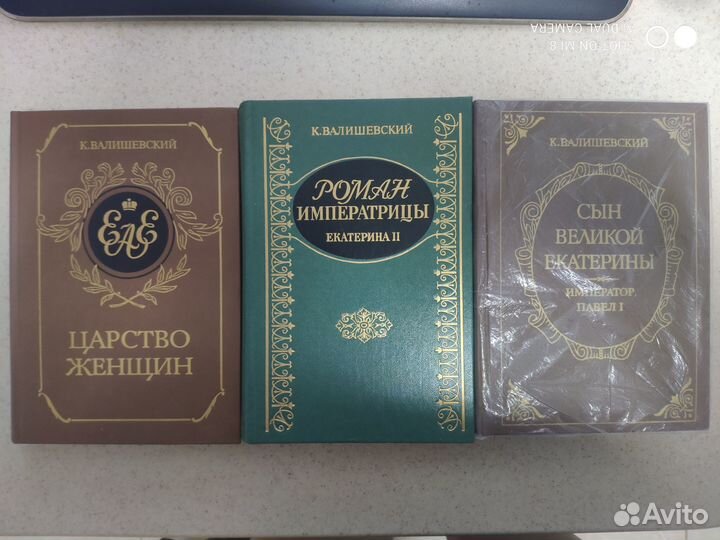 SHOT ON MI 8
AI DUAL CAMERA
К. ВАЛИШЕВСКИЙ
ЕАЕ
ЦАРСТВО
ЖЕНЩИН
К. ВАЛИШЕВСКИЙ
РОМАН
ИМПЕРАТРИЦЫ
ЕКАТЕРИНА II
К. ВАЛИШЕВСКИЙ
СЫН
ВЕЛИКОЙ
ЕКАТЕРИНЫ
ИМПЕРАТОР
ПАВЕЛ I
Avito